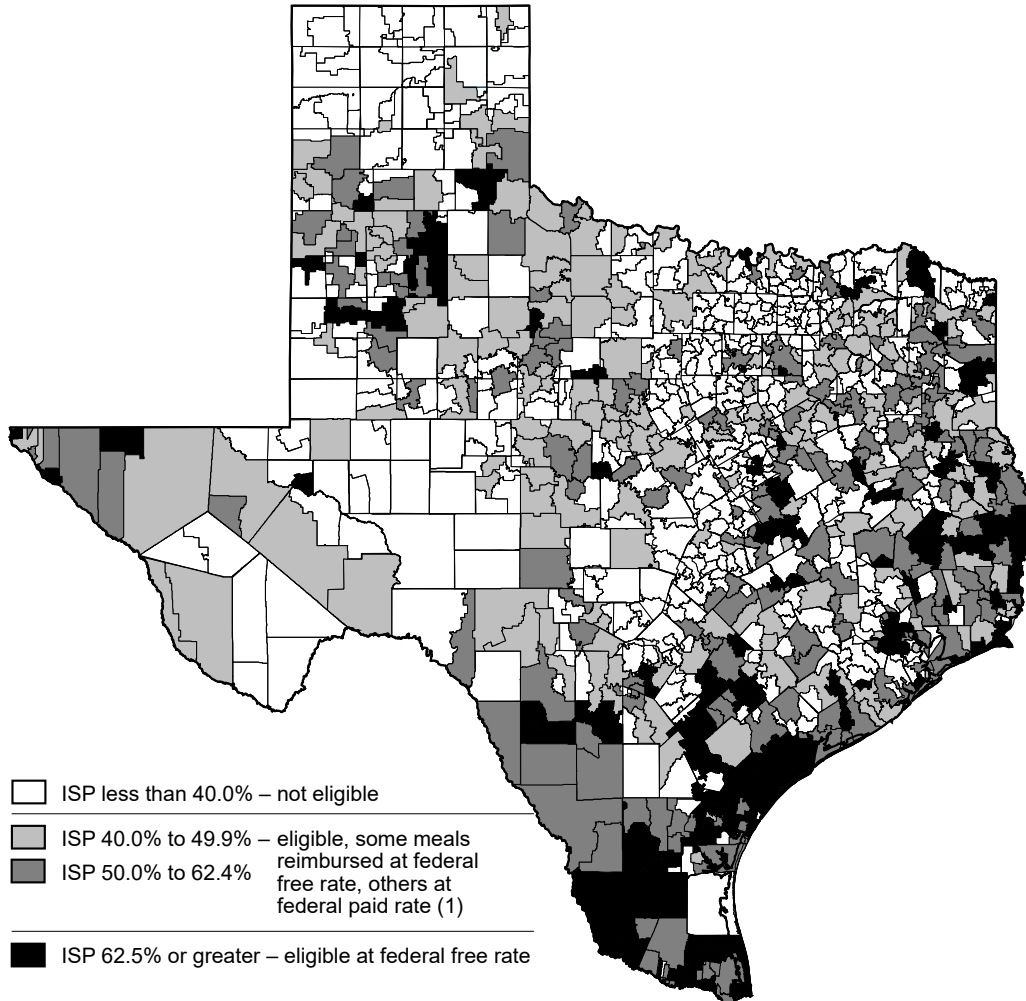 ISP less than 40.0% – not eligible
ISP 40.0% to 49.9% – eligible, some meals
reimbursed at federal
ISP 50.0% to 62.4%
free rate, others at
federal paid rate (1)
ISP 62.5% or greater – eligible at federal free rate